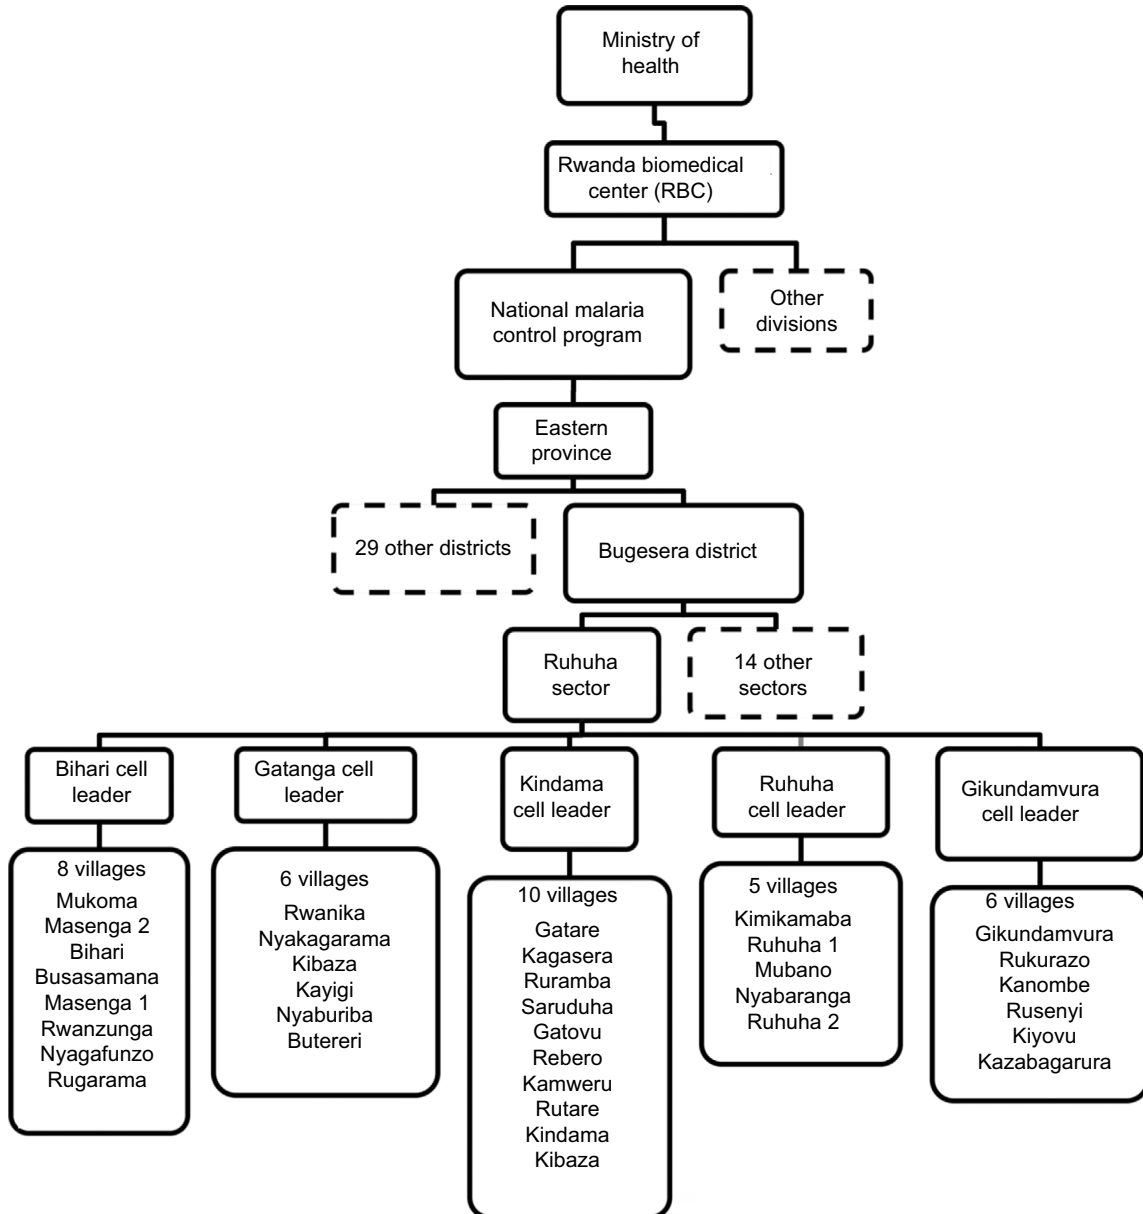 Ministry of
health
Rwanda biomedical
center (RBC)
National malaria
control program
Other
divisions
Eastern
province
29 other districts
Bugesera district
Ruhuha
sector
14 other
sectors
Bihari cell
leader
Gatanga cell
leader
Kindama
cell leader
Ruhuha
cell leader
Gikundamvura
cell leader
8 villages
Mukoma
Masenga 2
Bihari
Busasamana
Masenga 1
Rwanzunga
Nyagafunzo
Rugarama
6 villages
Rwanika
Nyakagarama
Kibaza
Kayigi
Nyaburiba
Butereri
10 villages
Gatare
Kagasera
Ruramba
Saruduha
Gatovu
Rebero
Kamweru
Rutare
Kindama
Kibaza
5 villages
Kimikamaba
Ruhuha 1
Mubano
Nyabaranga
Ruhuha 2
6 villages
Gikundamvura
Rukurazo
Kanombe
Rusenyi
Kiyovu
Kazabagarura